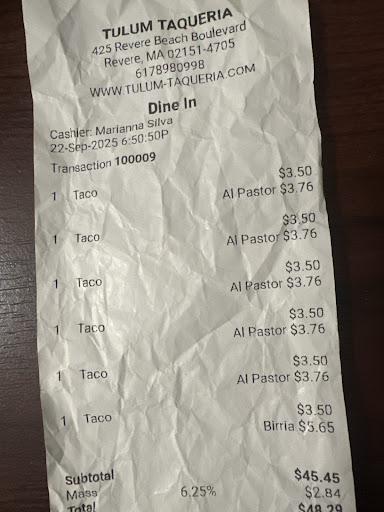 TULUM TAQUERIA
425 Revere Beach Boulevard
Revere, MA 02151-4705
6178980998
WWW.TULUM-TAQUERIA.COM
Dine In
Cashier: Marianna Silva
22-Sep-2025 6:50:50P
Transaction 100009
1 Taco $3.50
Al Pastor $3.76
1 Taco $3.50
Al Pastor $3.76
1 Taco $3.50
Al Pastor $3.76
1 Taco $3.50
Al Pastor $3.76
1 Taco $3.50
Al Pastor $3.76
1 Taco $3.50
Birria $5.65
Subtotal $45.45
Mass 6.25% $2.84
Total $48.29